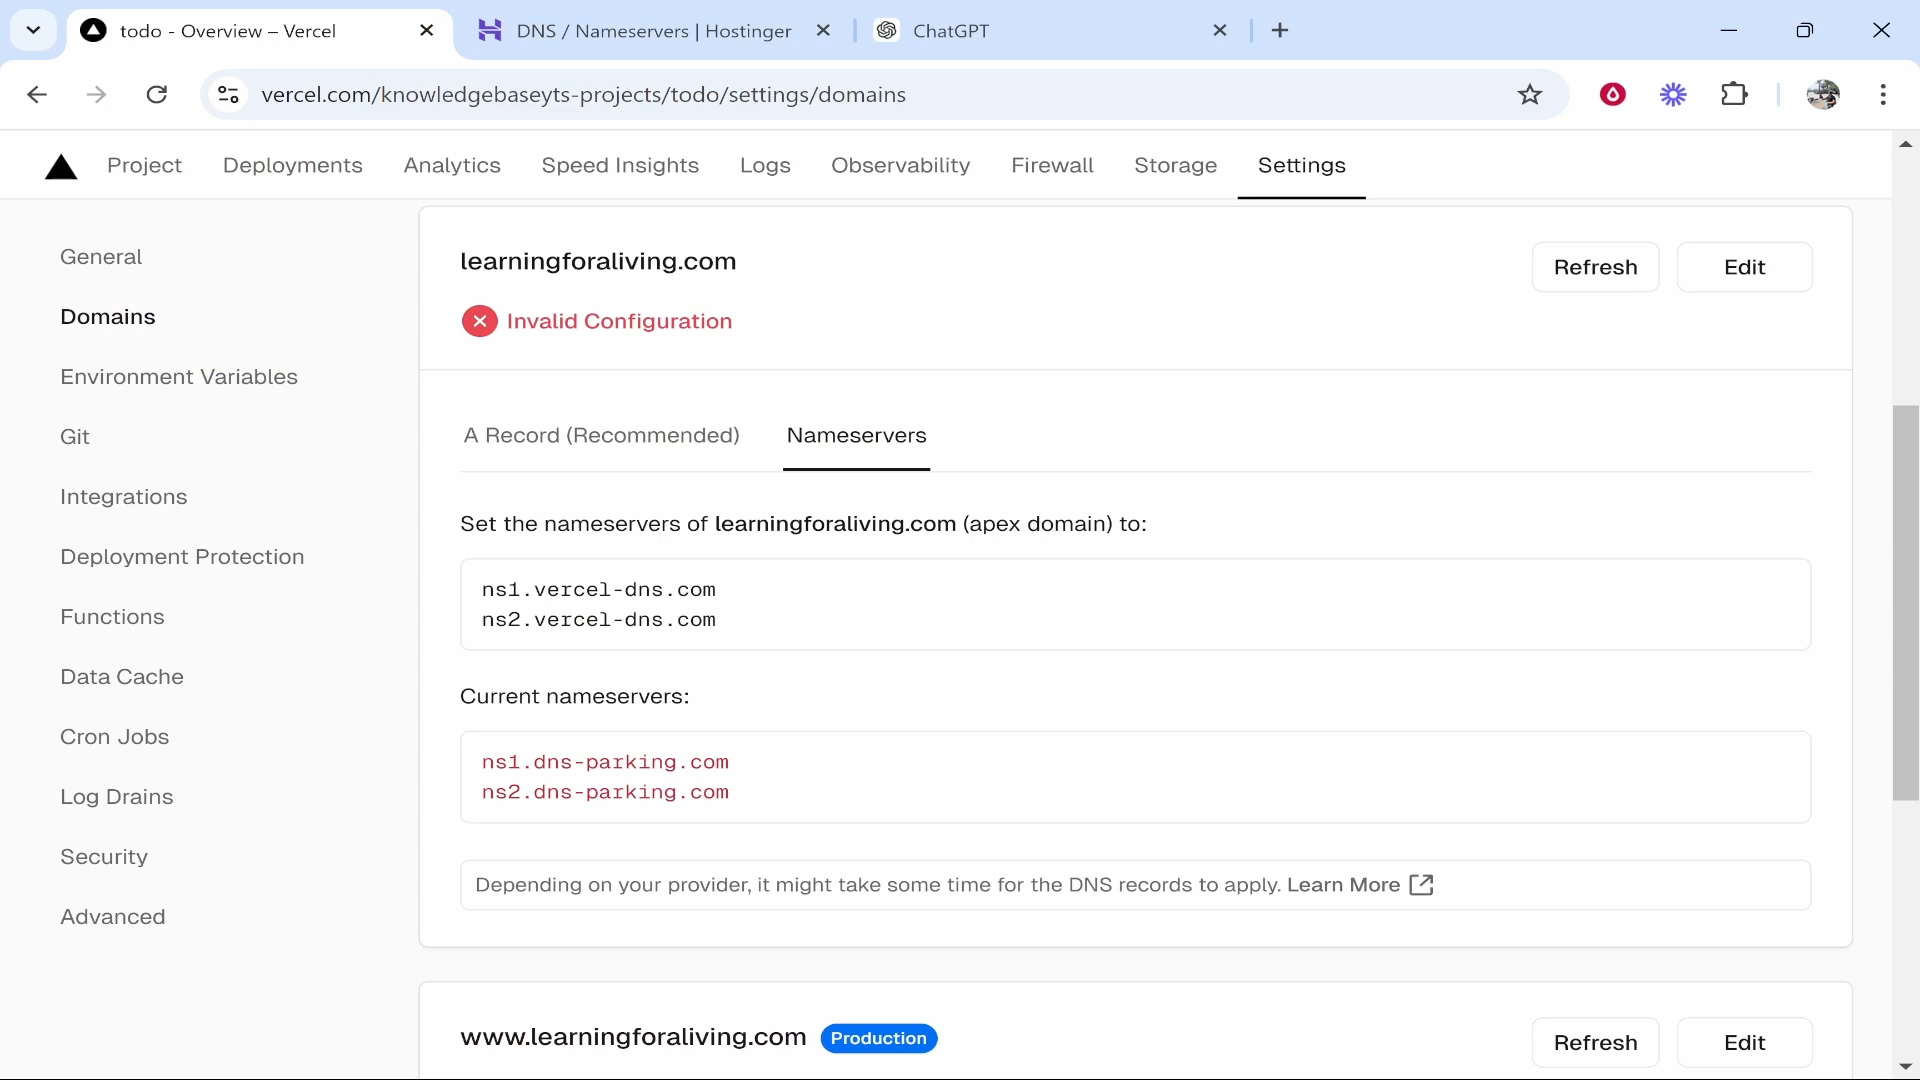 todo - Overview – Vercel
DNS / Nameservers | Hostinger
ChatGPT
vercel.com/knowledgebaseyts-projects/todo/settings/domains
Project
Deployments
Analytics
Speed Insights
Logs
Observability
Firewall
Storage
Settings
General
Domains
Environment Variables
Git
Integrations
Deployment Protection
Functions
Data Cache
Cron Jobs
Log Drains
Security
Advanced
learningforaliving.com
Refresh
Edit
Invalid Configuration
A Record (Recommended)
Nameservers
Set the nameservers of learningforaliving.com (apex domain) to:
ns1.vercel-dns.com
ns2.vercel-dns.com
Current nameservers:
ns1.dns-parking.com
ns2.dns-parking.com
Depending on your provider, it might take some time for the DNS records to apply. Learn More
www.learningforaliving.com
Production
Refresh
Edit